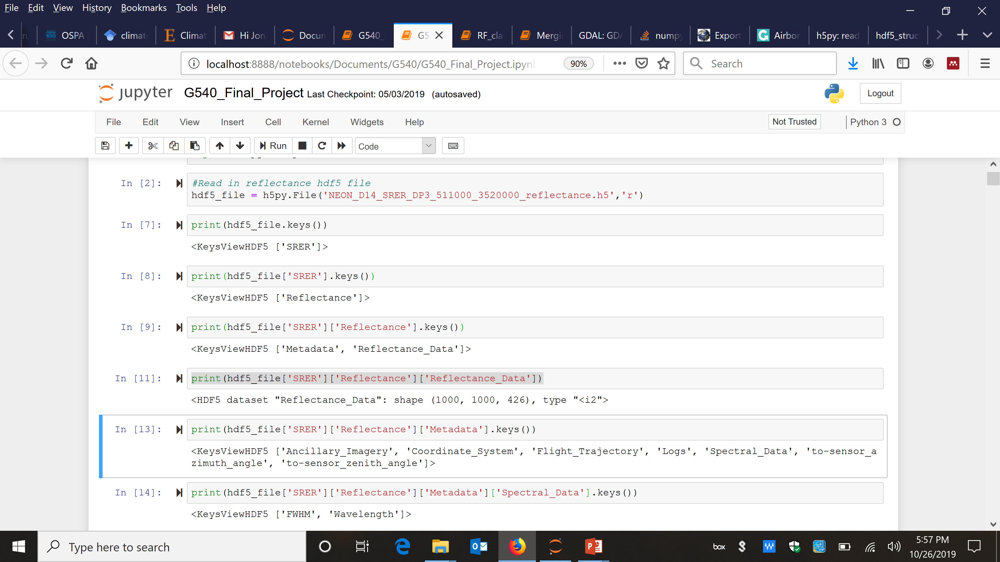 File Edit View History Bookmarks Tools Help
OSPA climate Climat Hi Jon Docum G540_ G5 RF_cla Mergin GDAL: GDA numpy Export Airbor h5py: read hdf5_struc
localhost:8888/notebooks/Documents/G540/G540_Final_Project.ipynb 90% Search
jupyter G540_Final_Project Last Checkpoint: 05/03/2019 (autosaved) Logout
File Edit View Insert Cell Kernel Widgets Help Not Trusted Python 3
Run Code
In [2]: #Read in reflectance hdf5 file
hdf5_file = h5py.File('NEON_D14_SRER_DP3_511000_3520000_reflectance.h5','r')
In [7]: print(hdf5_file.keys())
<KeysViewHDF5 ['SRER']>
In [8]: print(hdf5_file['SRER'].keys())
<KeysViewHDF5 ['Reflectance']>
In [9]: print(hdf5_file['SRER']['Reflectance'].keys())
<KeysViewHDF5 ['Metadata', 'Reflectance_Data']>
In [11]: print(hdf5_file['SRER']['Reflectance']['Reflectance_Data'])
<HDF5 dataset "Reflectance_Data": shape (1000, 1000, 426), type "<i2">
In [13]: print(hdf5_file['SRER']['Reflectance']['Metadata'].keys())
<KeysViewHDF5 ['Ancillary_Imagery', 'Coordinate_System', 'Flight_Trajectory', 'Logs', 'Spectral_Data', 'to-sensor_a
zimuth_angle', 'to-sensor_zenith_angle']>
In [14]: print(hdf5_file['SRER']['Reflectance']['Metadata']['Spectral_Data'].keys())
<KeysViewHDF5 ['FWHM', 'Wavelength']>
Type here to search box 5:57 PM
10/26/2019